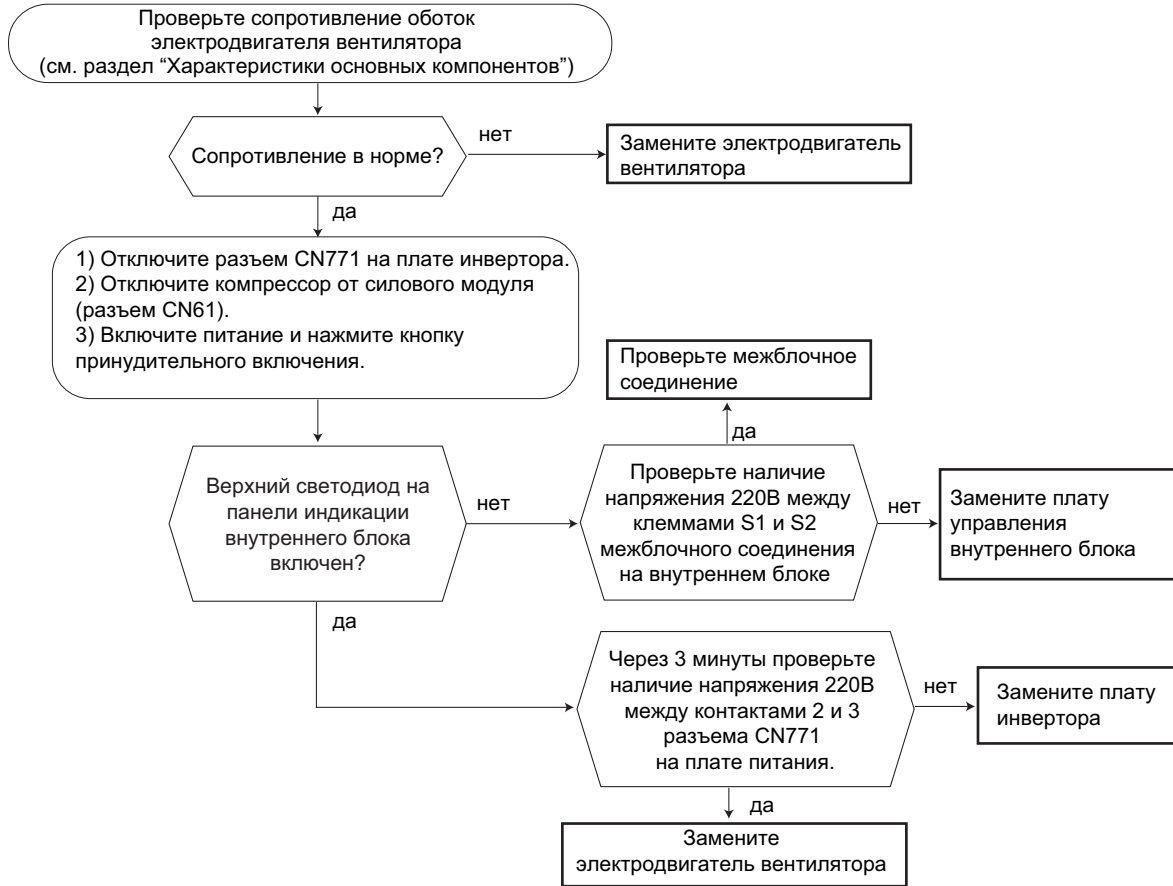 Проверьте сопротивление оботок
электродвигателя вентилятора
(см. раздел “Характеристики основных компонентов”)
Сопротивление в норме?
нет
Замените электродвигатель
вентилятора
да
1) Отключите разъем CN771 на плате инвертора.
2) Отключите компрессор от силового модуля
(разъем CN61).
3) Включите питание и нажмите кнопку
принудительного включения.
Проверьте межблочное
соединение
да
Верхний светодиод на
панели индикации
внутреннего блока
включен?
нет
Проверьте наличие
напряжения 220В между
клеммами S1 и S2
межблочного соединения
на внутреннем блоке
нет
Замените плату
управления
внутреннего блока
да
Через 3 минуты проверьте
наличие напряжения 220В
между контактами 2 и 3
разъема CN771
на плате питания.
нет
Замените плату
инвертора
да
Замените
электродвигатель вентилятора